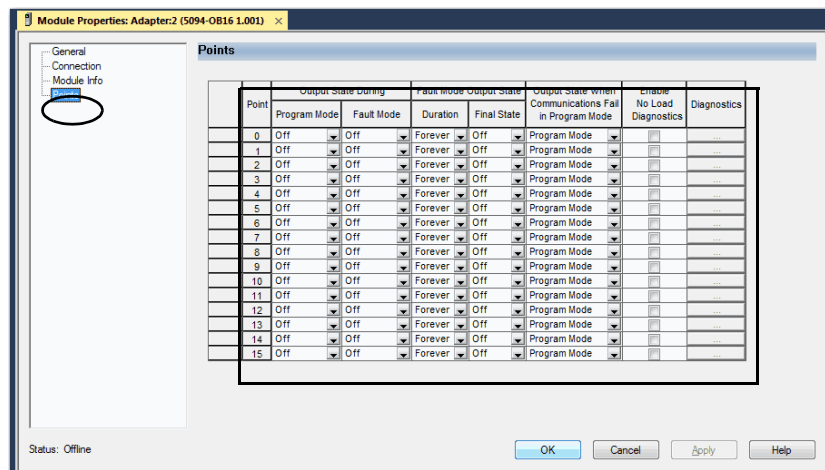 Module Properties: Adapter:2 (5094-OB16 1.001) ×
General
Connection
Module Info
Points
Points
Point
Output State During
Program Mode
Fault Mode
Fault Mode Output State
Duration
Final State
Output State When
Communications Fail
in Program Mode
Enable
No Load
Diagnostics
Diagnostics
0 Off Off Forever Off Program Mode ...
1 Off Off Forever Off Program Mode ...
2 Off Off Forever Off Program Mode ...
3 Off Off Forever Off Program Mode ...
4 Off Off Forever Off Program Mode ...
5 Off Off Forever Off Program Mode ...
6 Off Off Forever Off Program Mode ...
7 Off Off Forever Off Program Mode ...
8 Off Off Forever Off Program Mode ...
9 Off Off Forever Off Program Mode ...
10 Off Off Forever Off Program Mode ...
11 Off Off Forever Off Program Mode ...
12 Off Off Forever Off Program Mode ...
13 Off Off Forever Off Program Mode ...
14 Off Off Forever Off Program Mode ...
15 Off Off Forever Off Program Mode ...
Status: Offline
OK
Cancel
Apply
Help